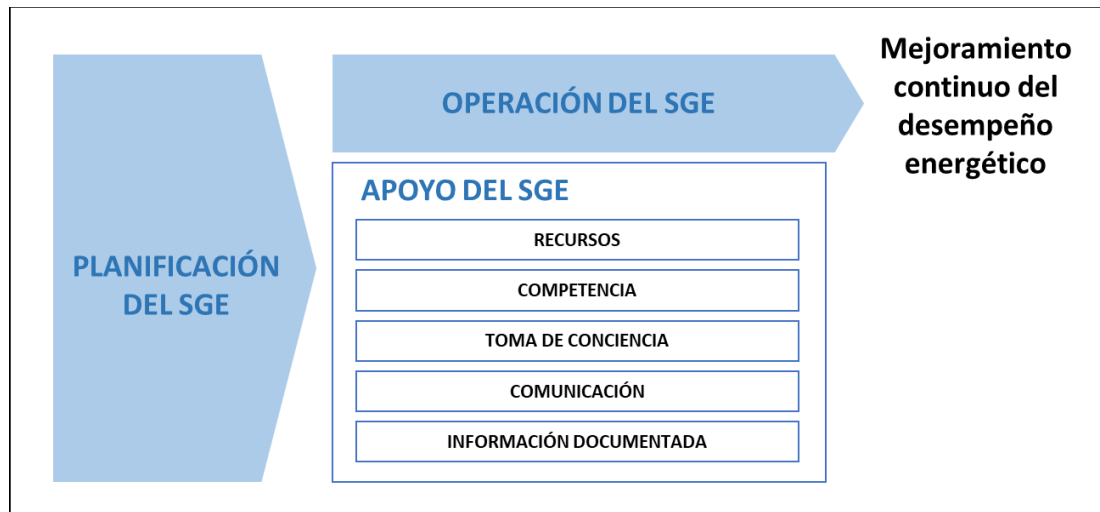 PLANIFICACIÓN
DEL SGE
OPERACIÓN DEL SGE
APOYO DEL SGE
RECURSOS
COMPETENCIA
TOMA DE CONCIENCIA
COMUNICACIÓN
INFORMACIÓN DOCUMENTADA
Mejoramiento
continuo del
desempeño
energético